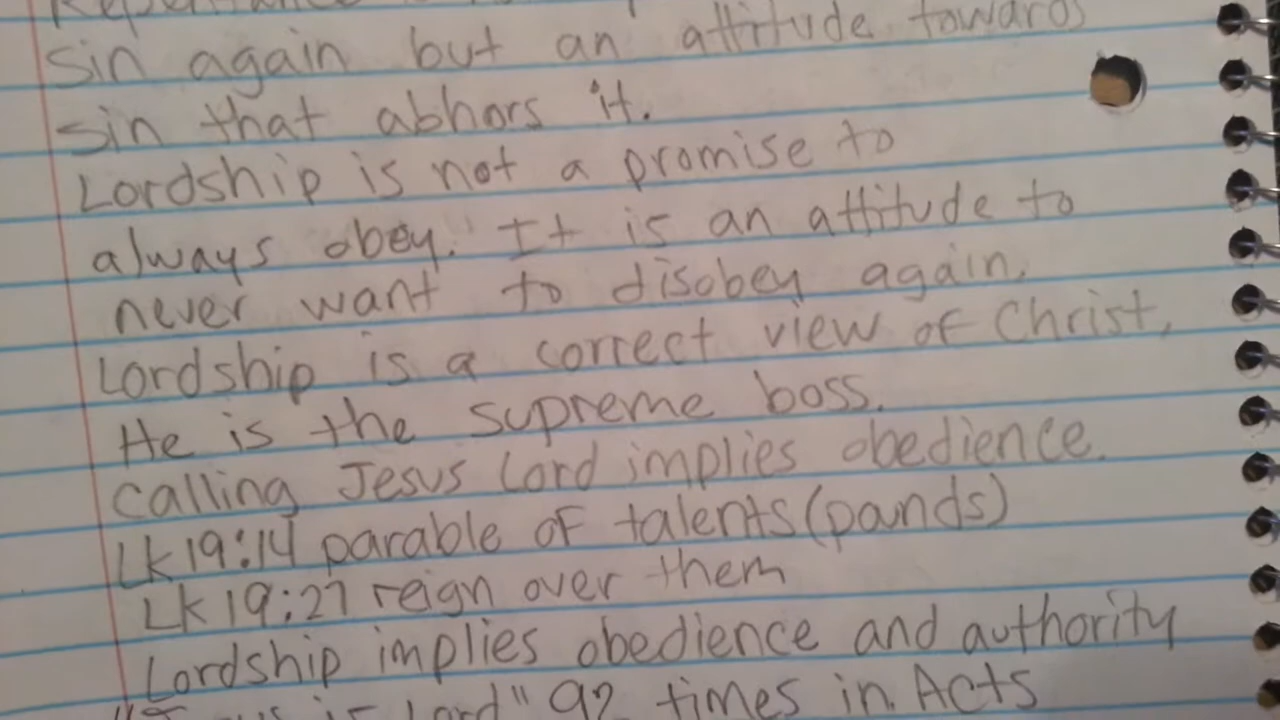 sin again but an attitude towards
sin that abhors it.
Lordship is not a promise to
always obey. It is an attitude to
never want to disobey again.
Lordship is a correct view of Christ,
He is the supreme boss.
calling Jesus Lord implies obedience.
Lk 19:14 parable of talents (pands)
Lk 19:27 reign over them
Lordship implies obedience and authority
is Lord" 92 times in Acts